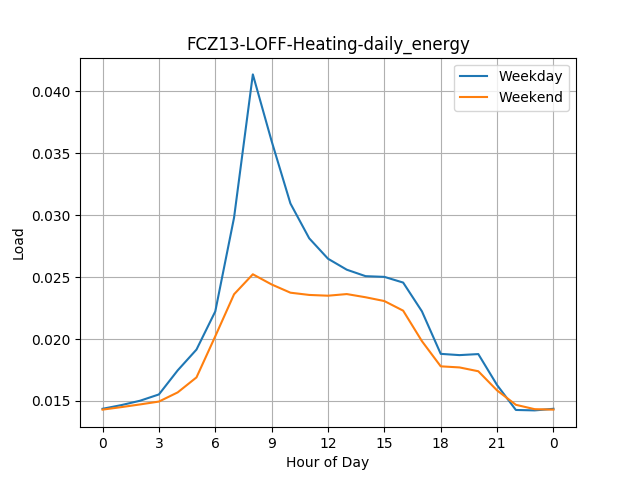 FCZ13-LOFF-Heating-daily_energy
Weekday
Weekend
0.040
0.035
0.030
0.025
0.020
0.015
Load
0 3 6 9 12 15 18 21 0
Hour of Day